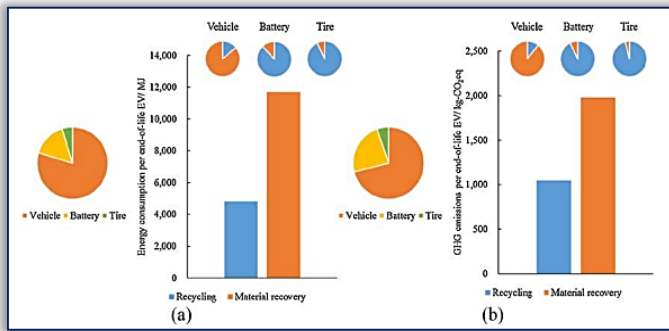 Vehicle Battery Tire
14,000
12,000
10,000
8,000
6,000
4,000
2,000
0
Energy consumption per end-of-life EV/ MJ
Vehicle Battery Tire
Recycling Material recovery
(a)
Vehicle Battery Tire
2,500
2,000
1,500
1,000
500
0
GHG emissions per end-of-life EV/ kg-CO₂eq
Vehicle Battery Tire
Recycling Material recovery
(b)